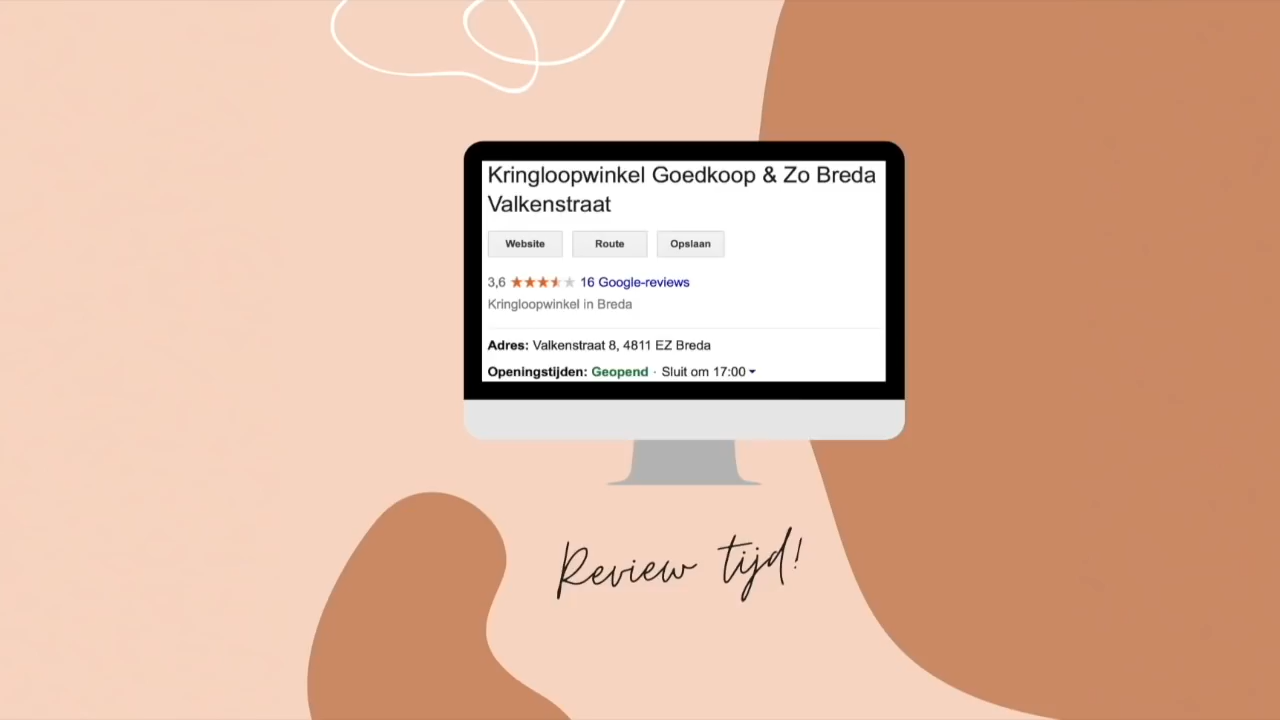 Kringloopwinkel Goedkoop & Zo Breda
Valkenstraat
Website Route Opslaan
3,6 16 Google-reviews
Kringloopwinkel in Breda
Adres: Valkenstraat 8, 4811 EZ Breda
Openingstijden: Geopend · Sluit om 17:00
Review tijd!